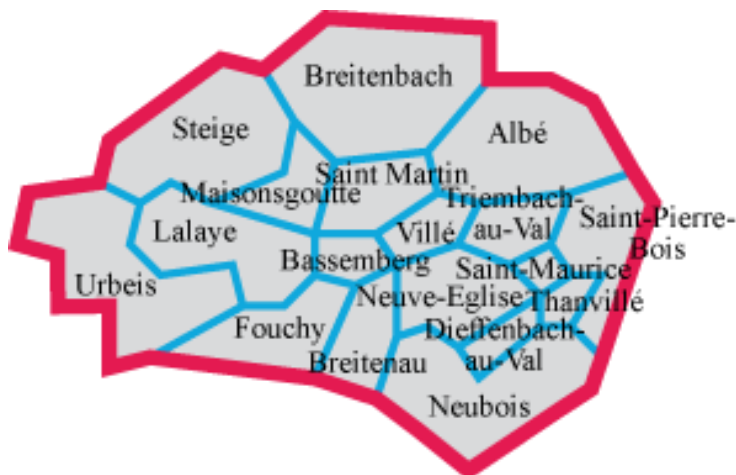 Breitenbach
Steige
Albé
Saint Martin
Maisonsgoutte
Triembach-
au-Val
Saint-Pierre-
Bois
Lalaye
Villé
Bassemberg
Saint-Maurice
Urbeis
Neuve-Eglise
Thanvillé
Fouchy
Dieffenbach-
au-Val
Breitenau
Neubois